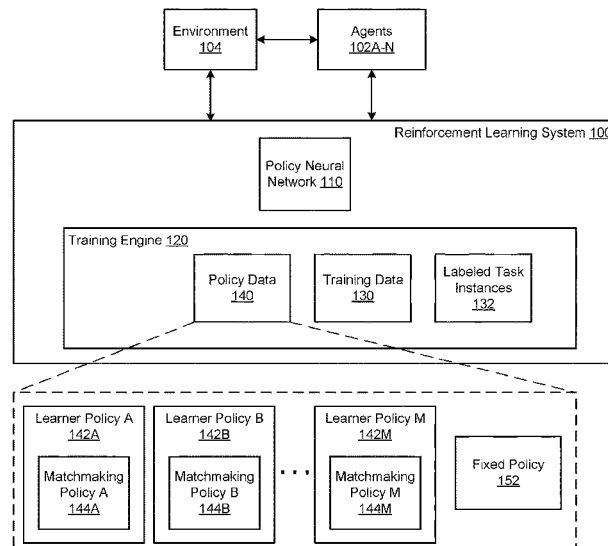 Environment
104
Agents
102A-N
Reinforcement Learning System 100
Policy Neural
Network 110
Training Engine 120
Policy Data
140
Training Data
130
Labeled Task
Instances
132
Learner Policy A
142A
Learner Policy B
142B
Learner Policy M
142M
Matchmaking
Policy A
144A
Matchmaking
Policy B
144B
...
Matchmaking
Policy M
144M
Fixed Policy
152